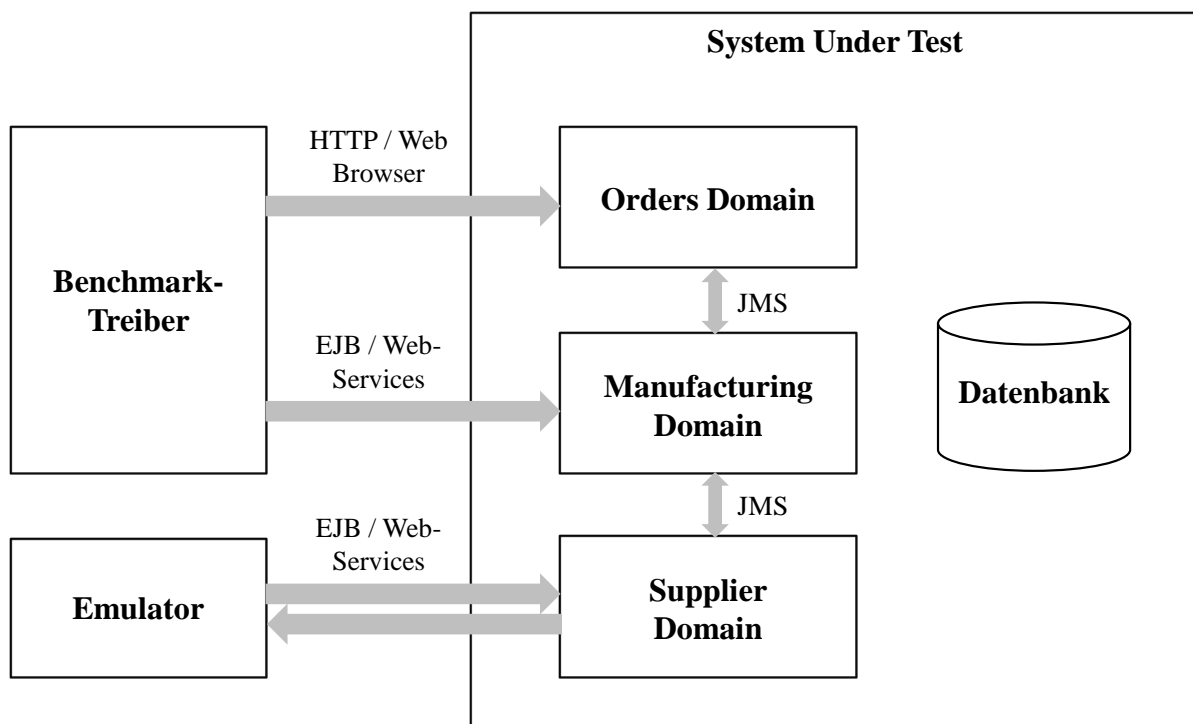 System Under Test
HTTP / Web
Browser
Orders Domain
Benchmark-
Treiber
JMS
EJB / Web-
Services
Manufacturing
Domain
Datenbank
JMS
EJB / Web-
Services
Emulator
Supplier
Domain